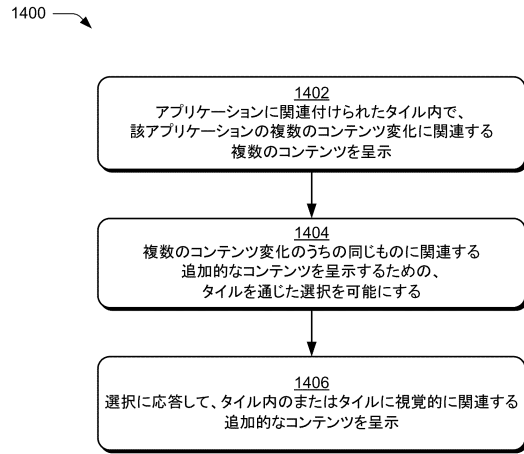 1400
1402
アプリケーションに関連付けられたタイル内で、
該アプリケーションの複数のコンテンツ変化に関連する
複数のコンテンツを呈示
1404
複数のコンテンツ変化のうちの同じものに関連する
追加的なコンテンツを呈示するための、
タイルを通じた選択を可能にする
1406
選択に応答して、タイル内のまたはタイルに視覚的に関連する
追加的なコンテンツを呈示